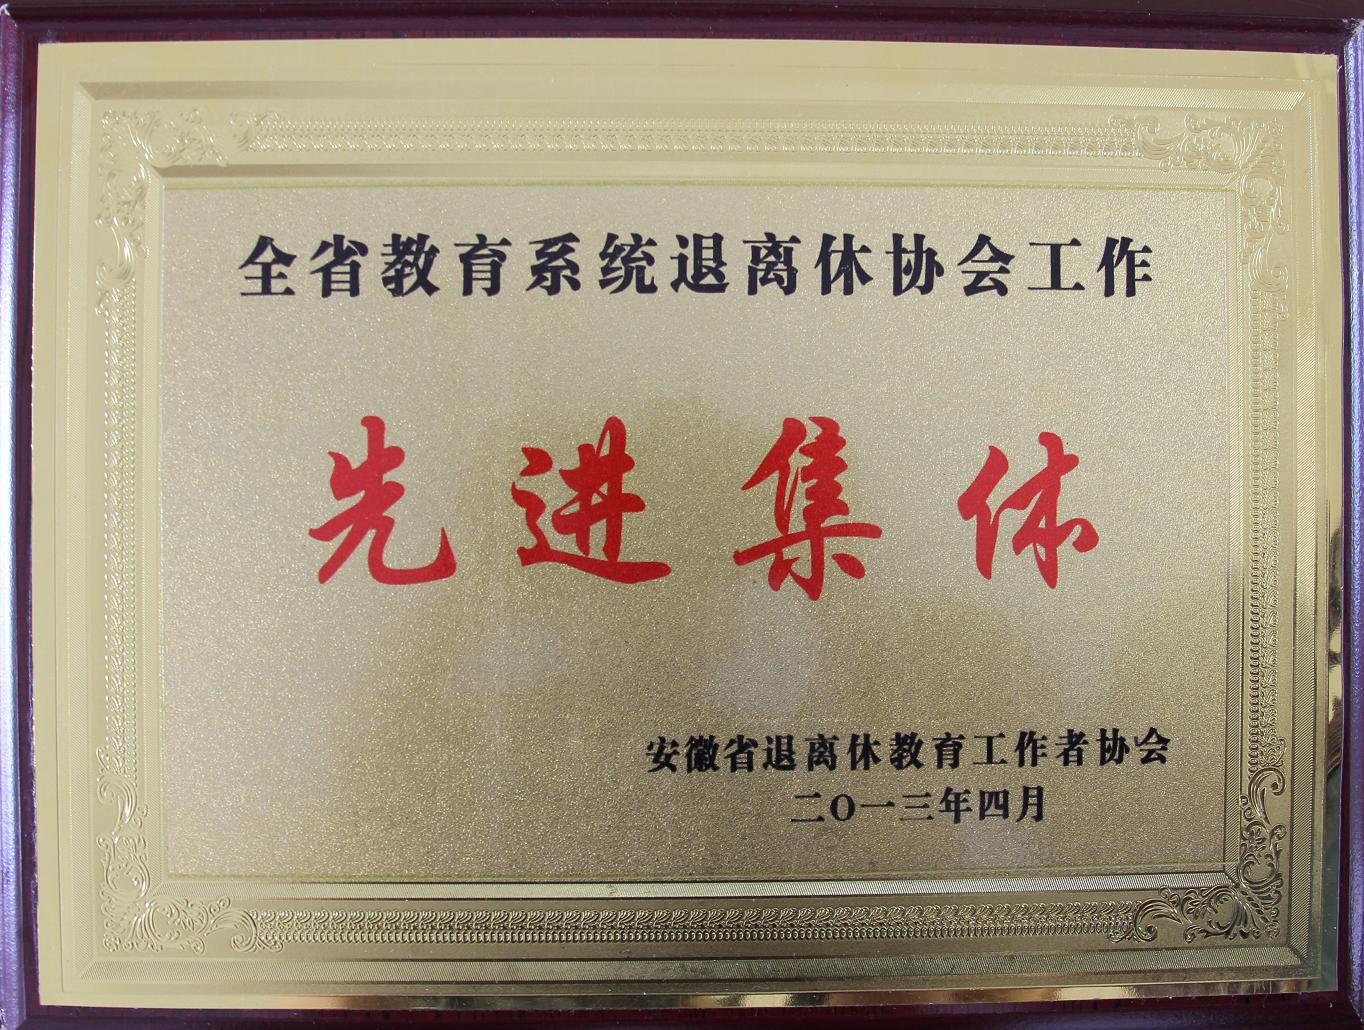 全省教育系统退离休协会工作
先进集体
安徽省退离休教育工作者协会
二O一三年四月